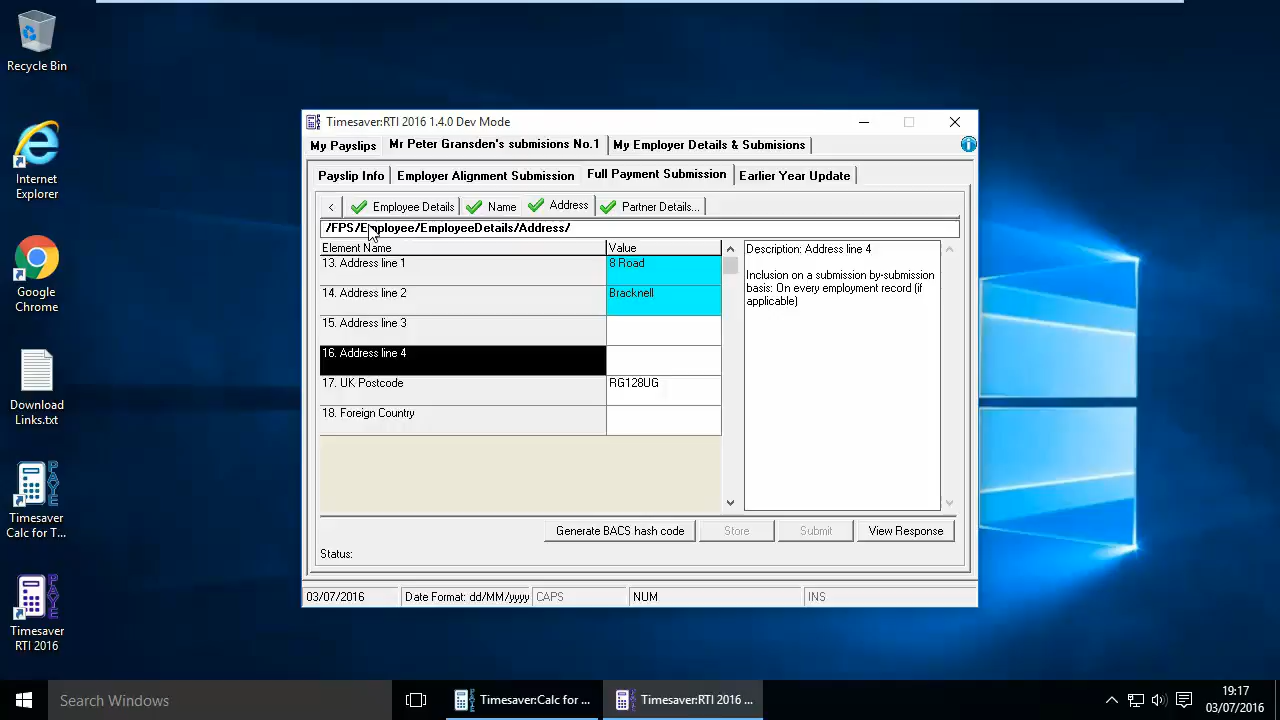 Recycle Bin
Internet
Explorer
Google
Chrome
Download
Links.txt
Timesaver
Calc for T...
Timesaver
RTI 2016
Timesaver:RTI 2016 1.4.0 Dev Mode
My Payslips
Mr Peter Gransden's submisions No.1
My Employer Details & Submisions
Payslip Info
Employer Alignment Submission
Full Payment Submission
Earlier Year Update
<
Employee Details
Name
Address
Partner Details...
/FPS/Employee/EmployeeDetails/Address/
Element Name
Value
13. Address line 1
8 Road
14. Address line 2
Bracknell
15. Address line 3
16. Address line 4
17. UK Postcode
RG128UG
18. Foreign Country
Description: Address line 4
Inclusion on a submission by-submission
basis: On every employment record (if
applicable)
Generate BACS hash code
Store
Submit
View Response
Status:
03/07/2016
Date Format: dd/MM/yyyy
CAPS
NUM
INS
Search Windows
Timesaver:Calc for ...
Timesaver:RTI 2016 ...
19:17
03/07/2016